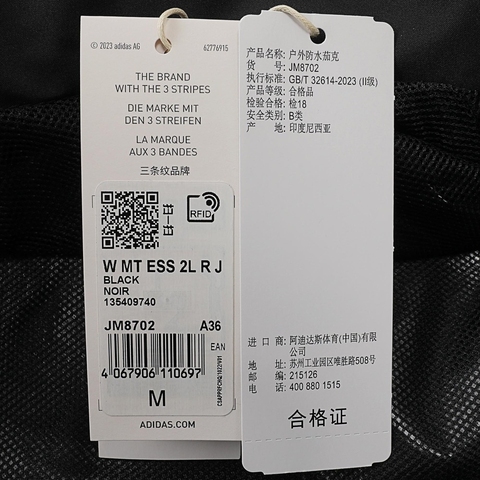 © 2023 adidas AG
62776915
THE BRAND
WITH THE 3 STRIPES
DIE MARKE MIT
DEN 3 STREIFEN
LA MARQUE
AUX 3 BANDES
三条纹品牌
RFID
W MT ESS 2L R J
BLACK
NOIR
135409740
JM8702 A36
EAN
4 067906 110697
M
ADIDAS.COM
产品名称: 户外防水茄克
货 号: JM8702
执行标准: GB/T 32614-2023 (II级)
产品等级: 合格品
检验合格: 检18
安全类别: B类
产 地: 印度尼西亚
进 口 商: 阿迪达斯体育(中国)有限
公司
地 址: 苏州工业园区唯胜路508号
邮 编: 215126
电 话: 400 880 1515
合格证